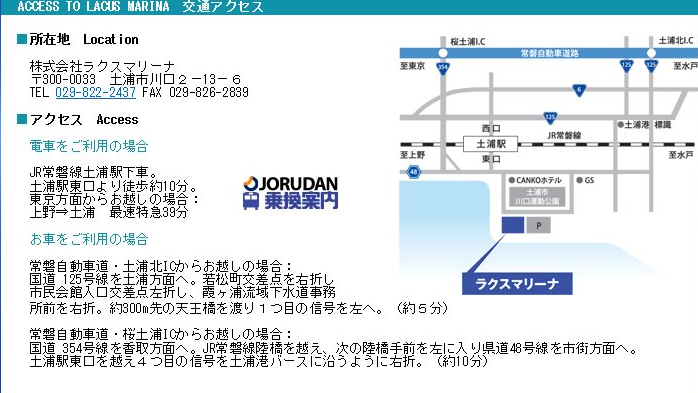 ACCESS TO LACUS MARINA 交通アクセス
■所在地 Location
株式会社ラクスマリーナ
〒300-0033 土浦市川口２－13－６
TEL 029-822-2437 FAX 029-826-2839
■アクセス Access
電車をご利用の場合
JR常磐線土浦駅下車。
土浦駅東口より徒歩約10分。
東京方面からお越しの場合：
上野⇒土浦 最速特急39分
JORUDAN
乗換案内
お車をご利用の場合
常磐自動車道・土浦北ICからお越しの場合：
国道 125号線を土浦方面へ。若松町交差点を右折し
市民会館入口交差点左折し、霞ヶ浦流域下水道事務
所前を右折。約300m先の天王橋を渡り１つ目の信号を左へ。（約５分）
常磐自動車道・桜土浦ICからお越しの場合：
国道 354号線を香取方面へ。JR常磐線陸橋を越え、次の陸橋手前を左に入り県道48号線を市街方面へ。
土浦駅東口を越え４つ目の信号を土浦港バースに沿うように右折。（約10分）
桜土浦I.C
土浦北I.C
常磐自動車道路
至東京
354
125
125
至水戸
6
125
土浦港 標識
西口
土浦駅
JR常磐線
東口
至上野
至水戸
48
CANKOホテル
GS
土浦市
川口運動公園
P
ラクスマリーナ